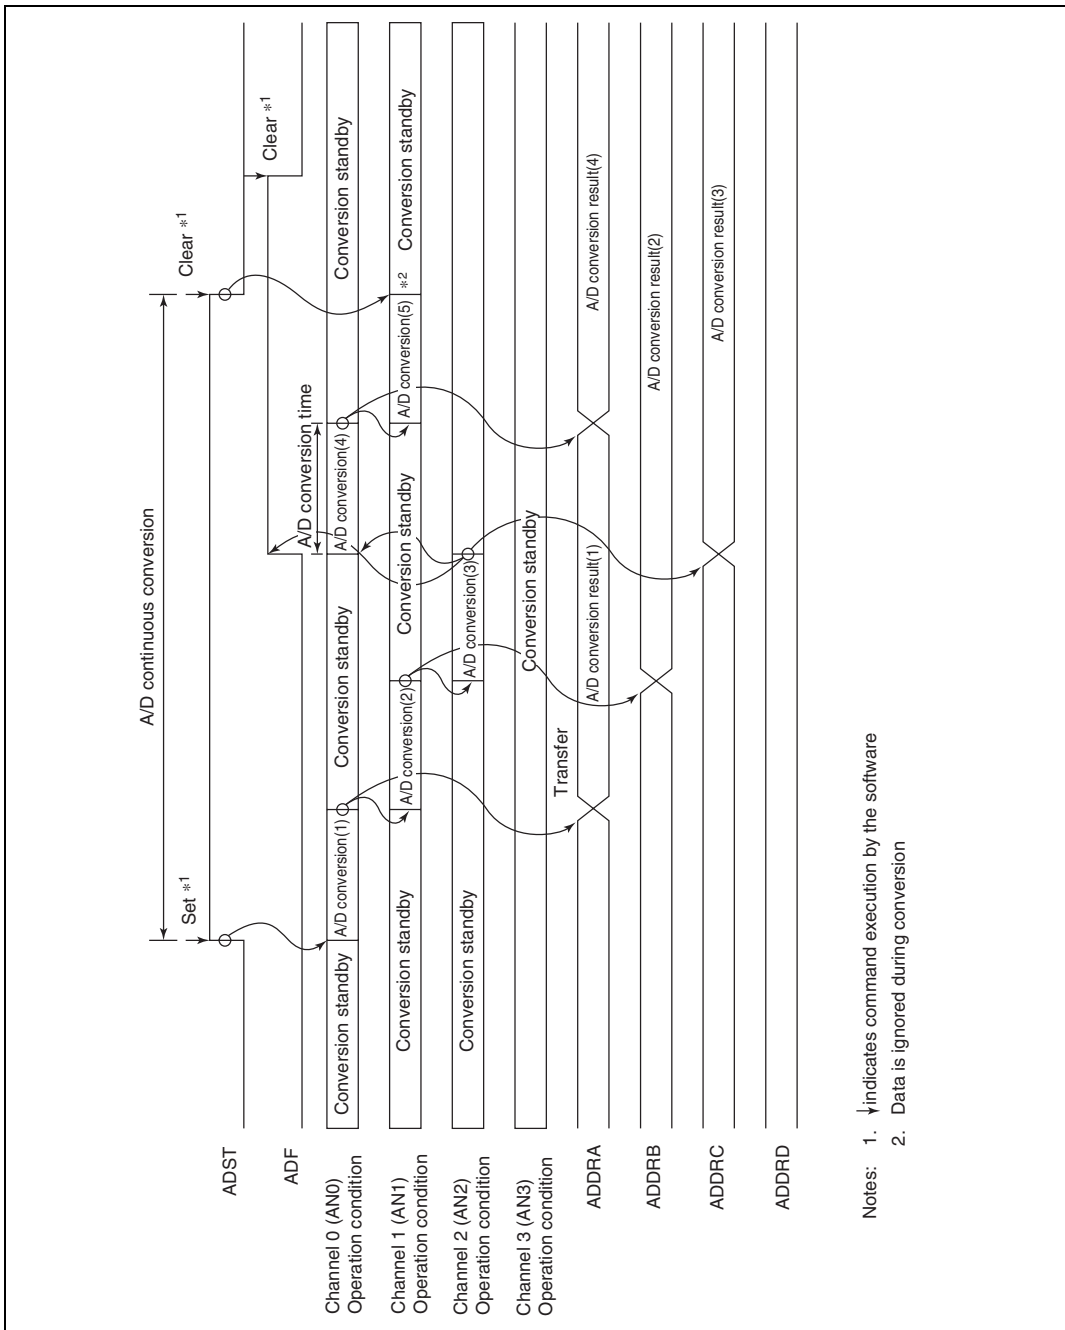 A/D continuous conversion
Set *1
Clear *1
Clear *1
ADST
ADF
A/D conversion time
Channel 0 (AN0)
Operation condition
Conversion standby
A/D conversion(1)
Conversion standby
A/D conversion(4)
Conversion standby
Channel 1 (AN1)
Operation condition
Conversion standby
A/D conversion(2)
Conversion standby
A/D conversion(5)
*2
Conversion standby
Channel 2 (AN2)
Operation condition
Conversion standby
A/D conversion(3)
Channel 3 (AN3)
Operation condition
Conversion standby
Transfer
ADDRA
A/D conversion result(1)
A/D conversion result(4)
ADDRB
A/D conversion result(2)
ADDRC
A/D conversion result(3)
ADDRD
Notes: 1. ↓indicates command execution by the software
2. Data is ignored during conversion